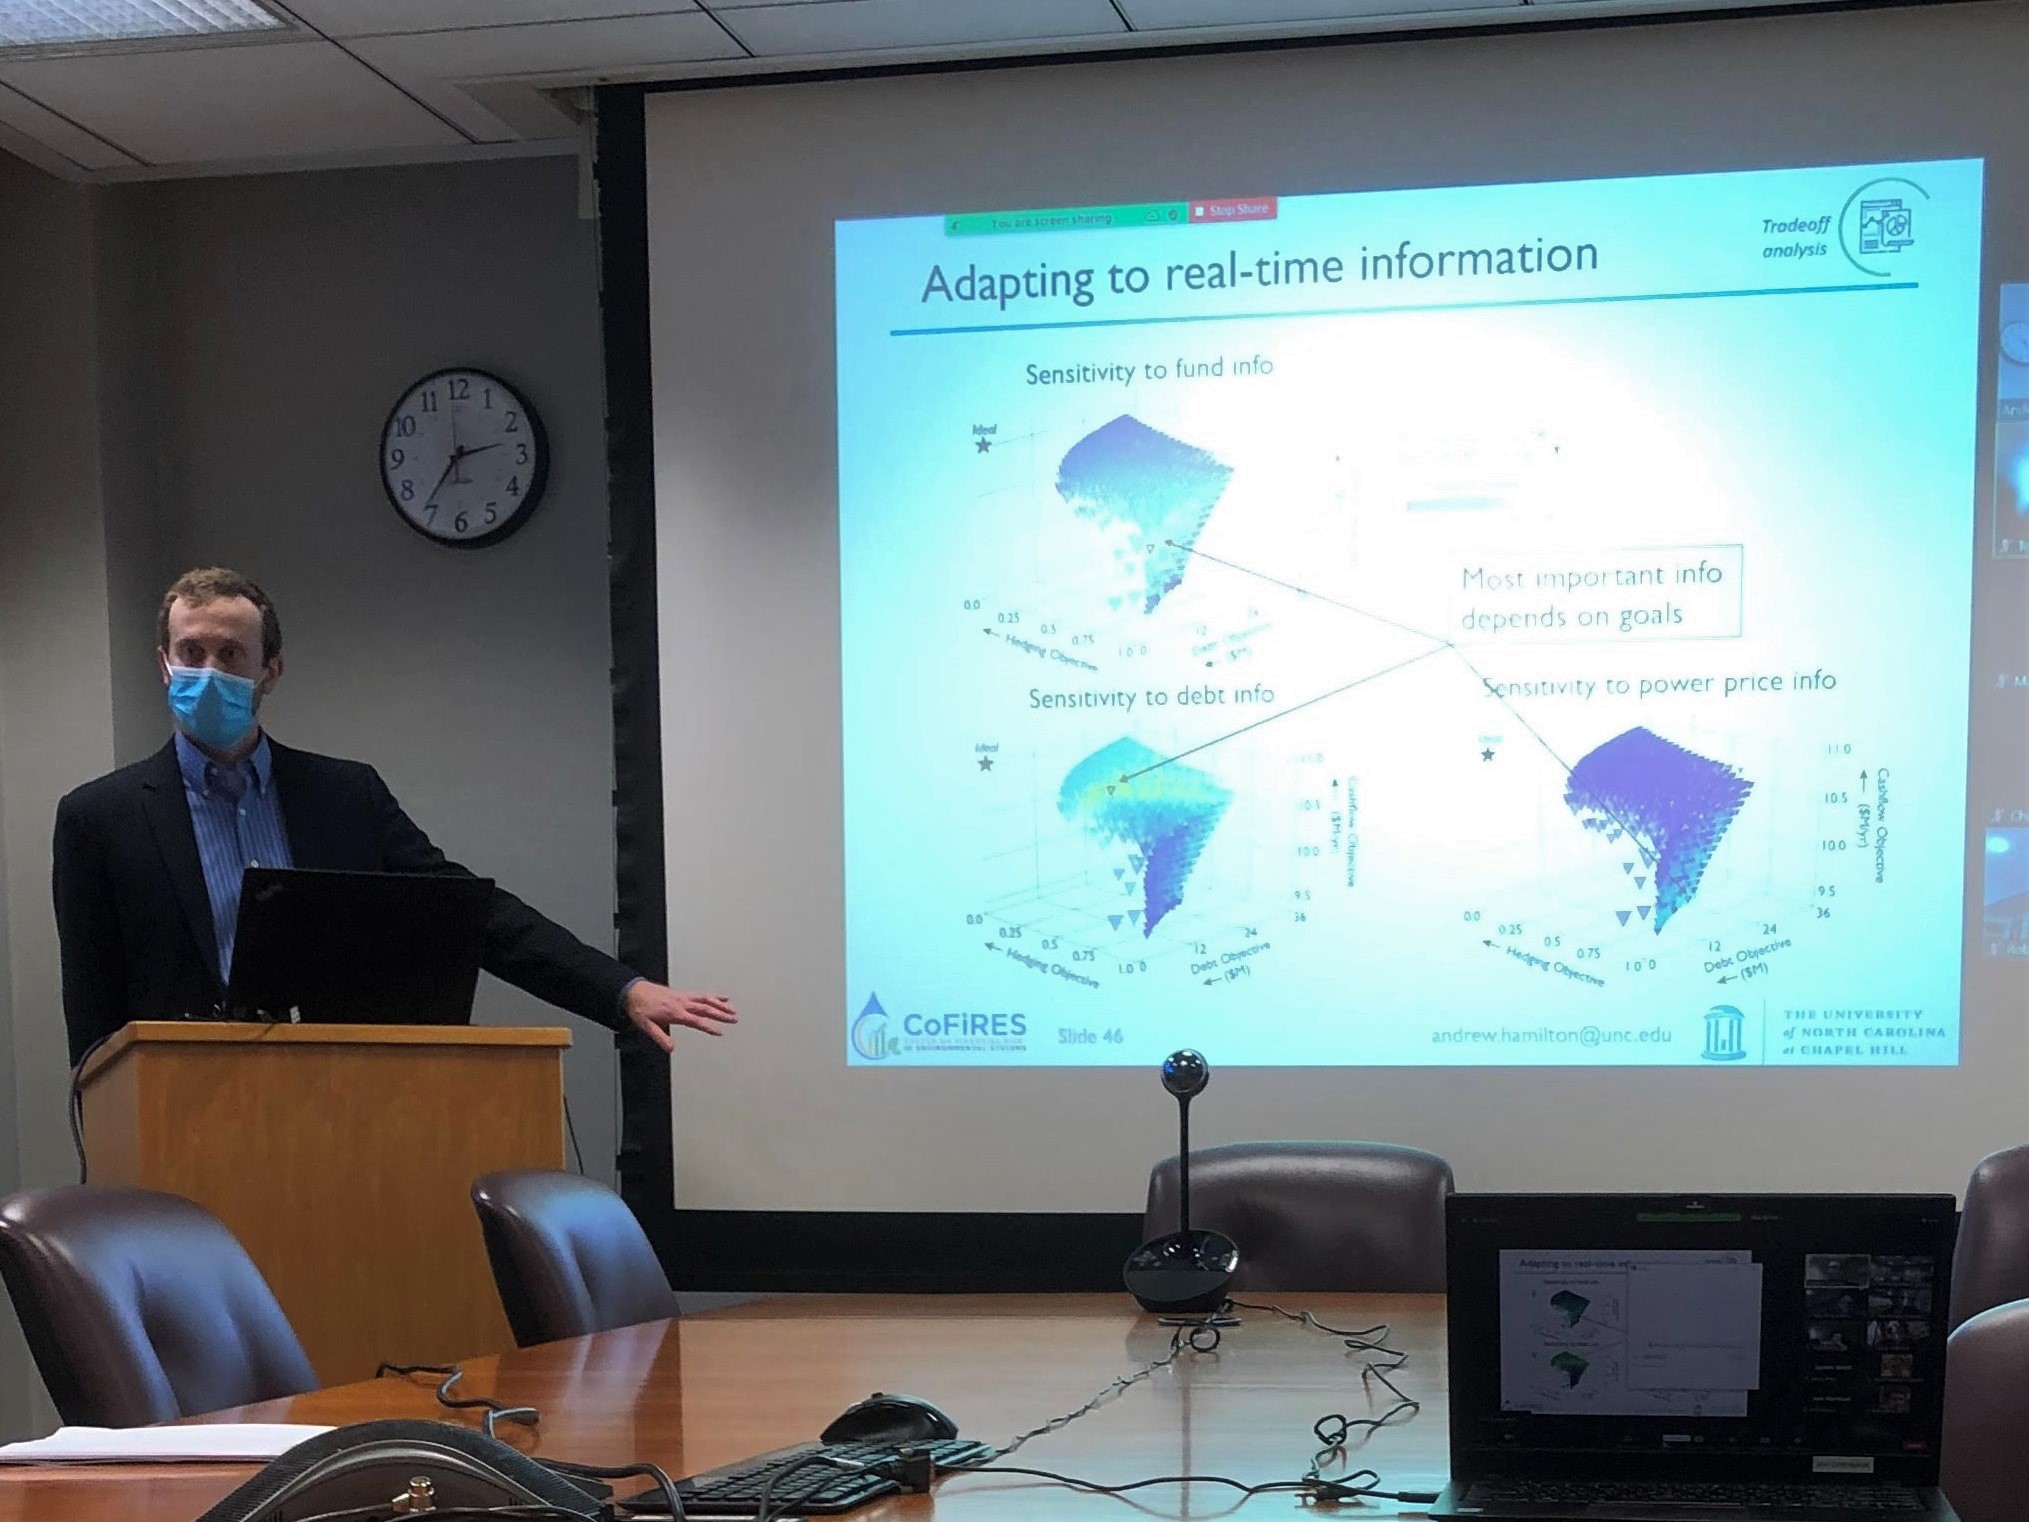 You are screen sharing
Stop Share
Tradeoff
analysis
Adapting to real-time information
Sensitivity to fund info
Ideal
0.0
0.25
0.5
0.75
1.0 0
12
24
Hedging Objective
Debt Objective
($M)
Most important info
depends on goals
Sensitivity to debt info
Ideal
10.5
10.0
9.5
36
0.0
0.25
0.5
0.75
1.0 0
12
24
Hedging Objective
Debt Objective
($M)
Cashflow Objective
($M/yr)
Sensitivity to power price info
11.0
10.5
10.0
9.5
36
0.0
0.25
0.5
0.75
1.0 0
12
24
Hedging Objective
Debt Objective
($M)
Cashflow Objective
($M/yr)
CoFiRES
CENTER ON FINANCIAL RISK
IN ENVIRONMENTAL SYSTEMS
Slide 46
andrew.hamilton@unc.edu
THE UNIVERSITY
of NORTH CAROLINA
at CHAPEL HILL
12
1
2
3
4
5
6
7
8
9
10
11
Adapting to real-time